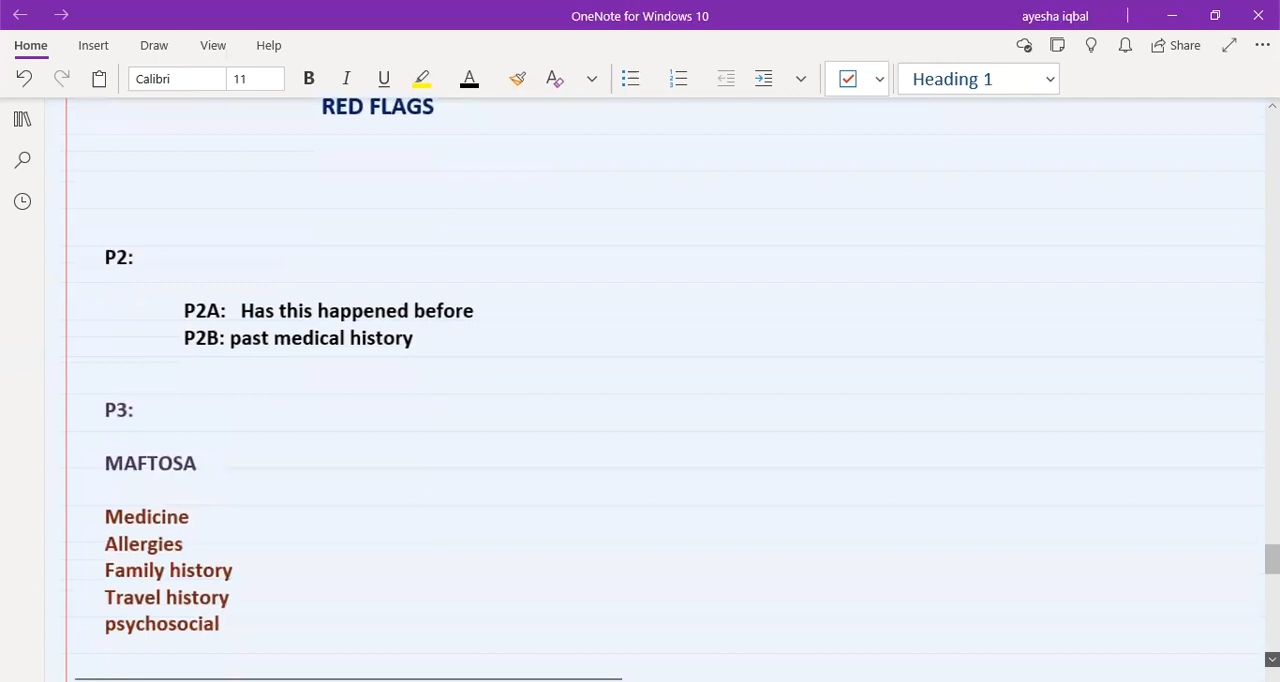 OneNote for Windows 10
ayesha iqbal
Home Insert Draw View Help
Share
Calibri 11 B I U A A Heading 1
RED FLAGS
P2:
P2A: Has this happened before
P2B: past medical history
P3:
MAFTOSA
Medicine
Allergies
Family history
Travel history
psychosocial